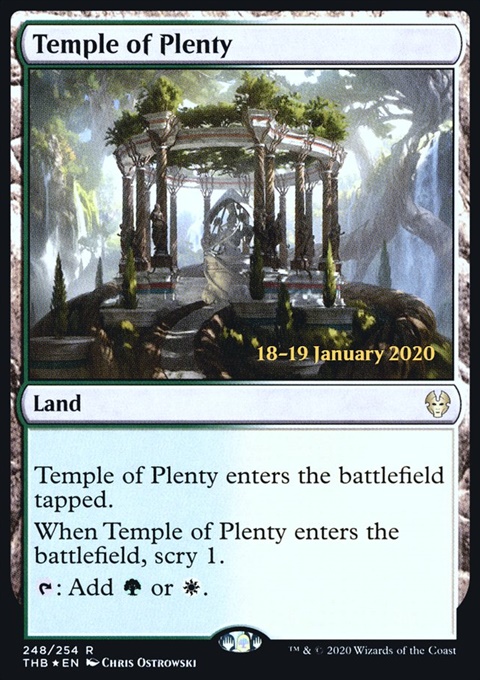 Temple of Plenty
18-19 January 2020
Land
Temple of Plenty enters the battlefield
tapped.
When Temple of Plenty enters the
battlefield, scry 1.
: Add or .
248/254 R
THB ★ EN Chris Ostrowski
™ & © 2020 Wizards of the Coast